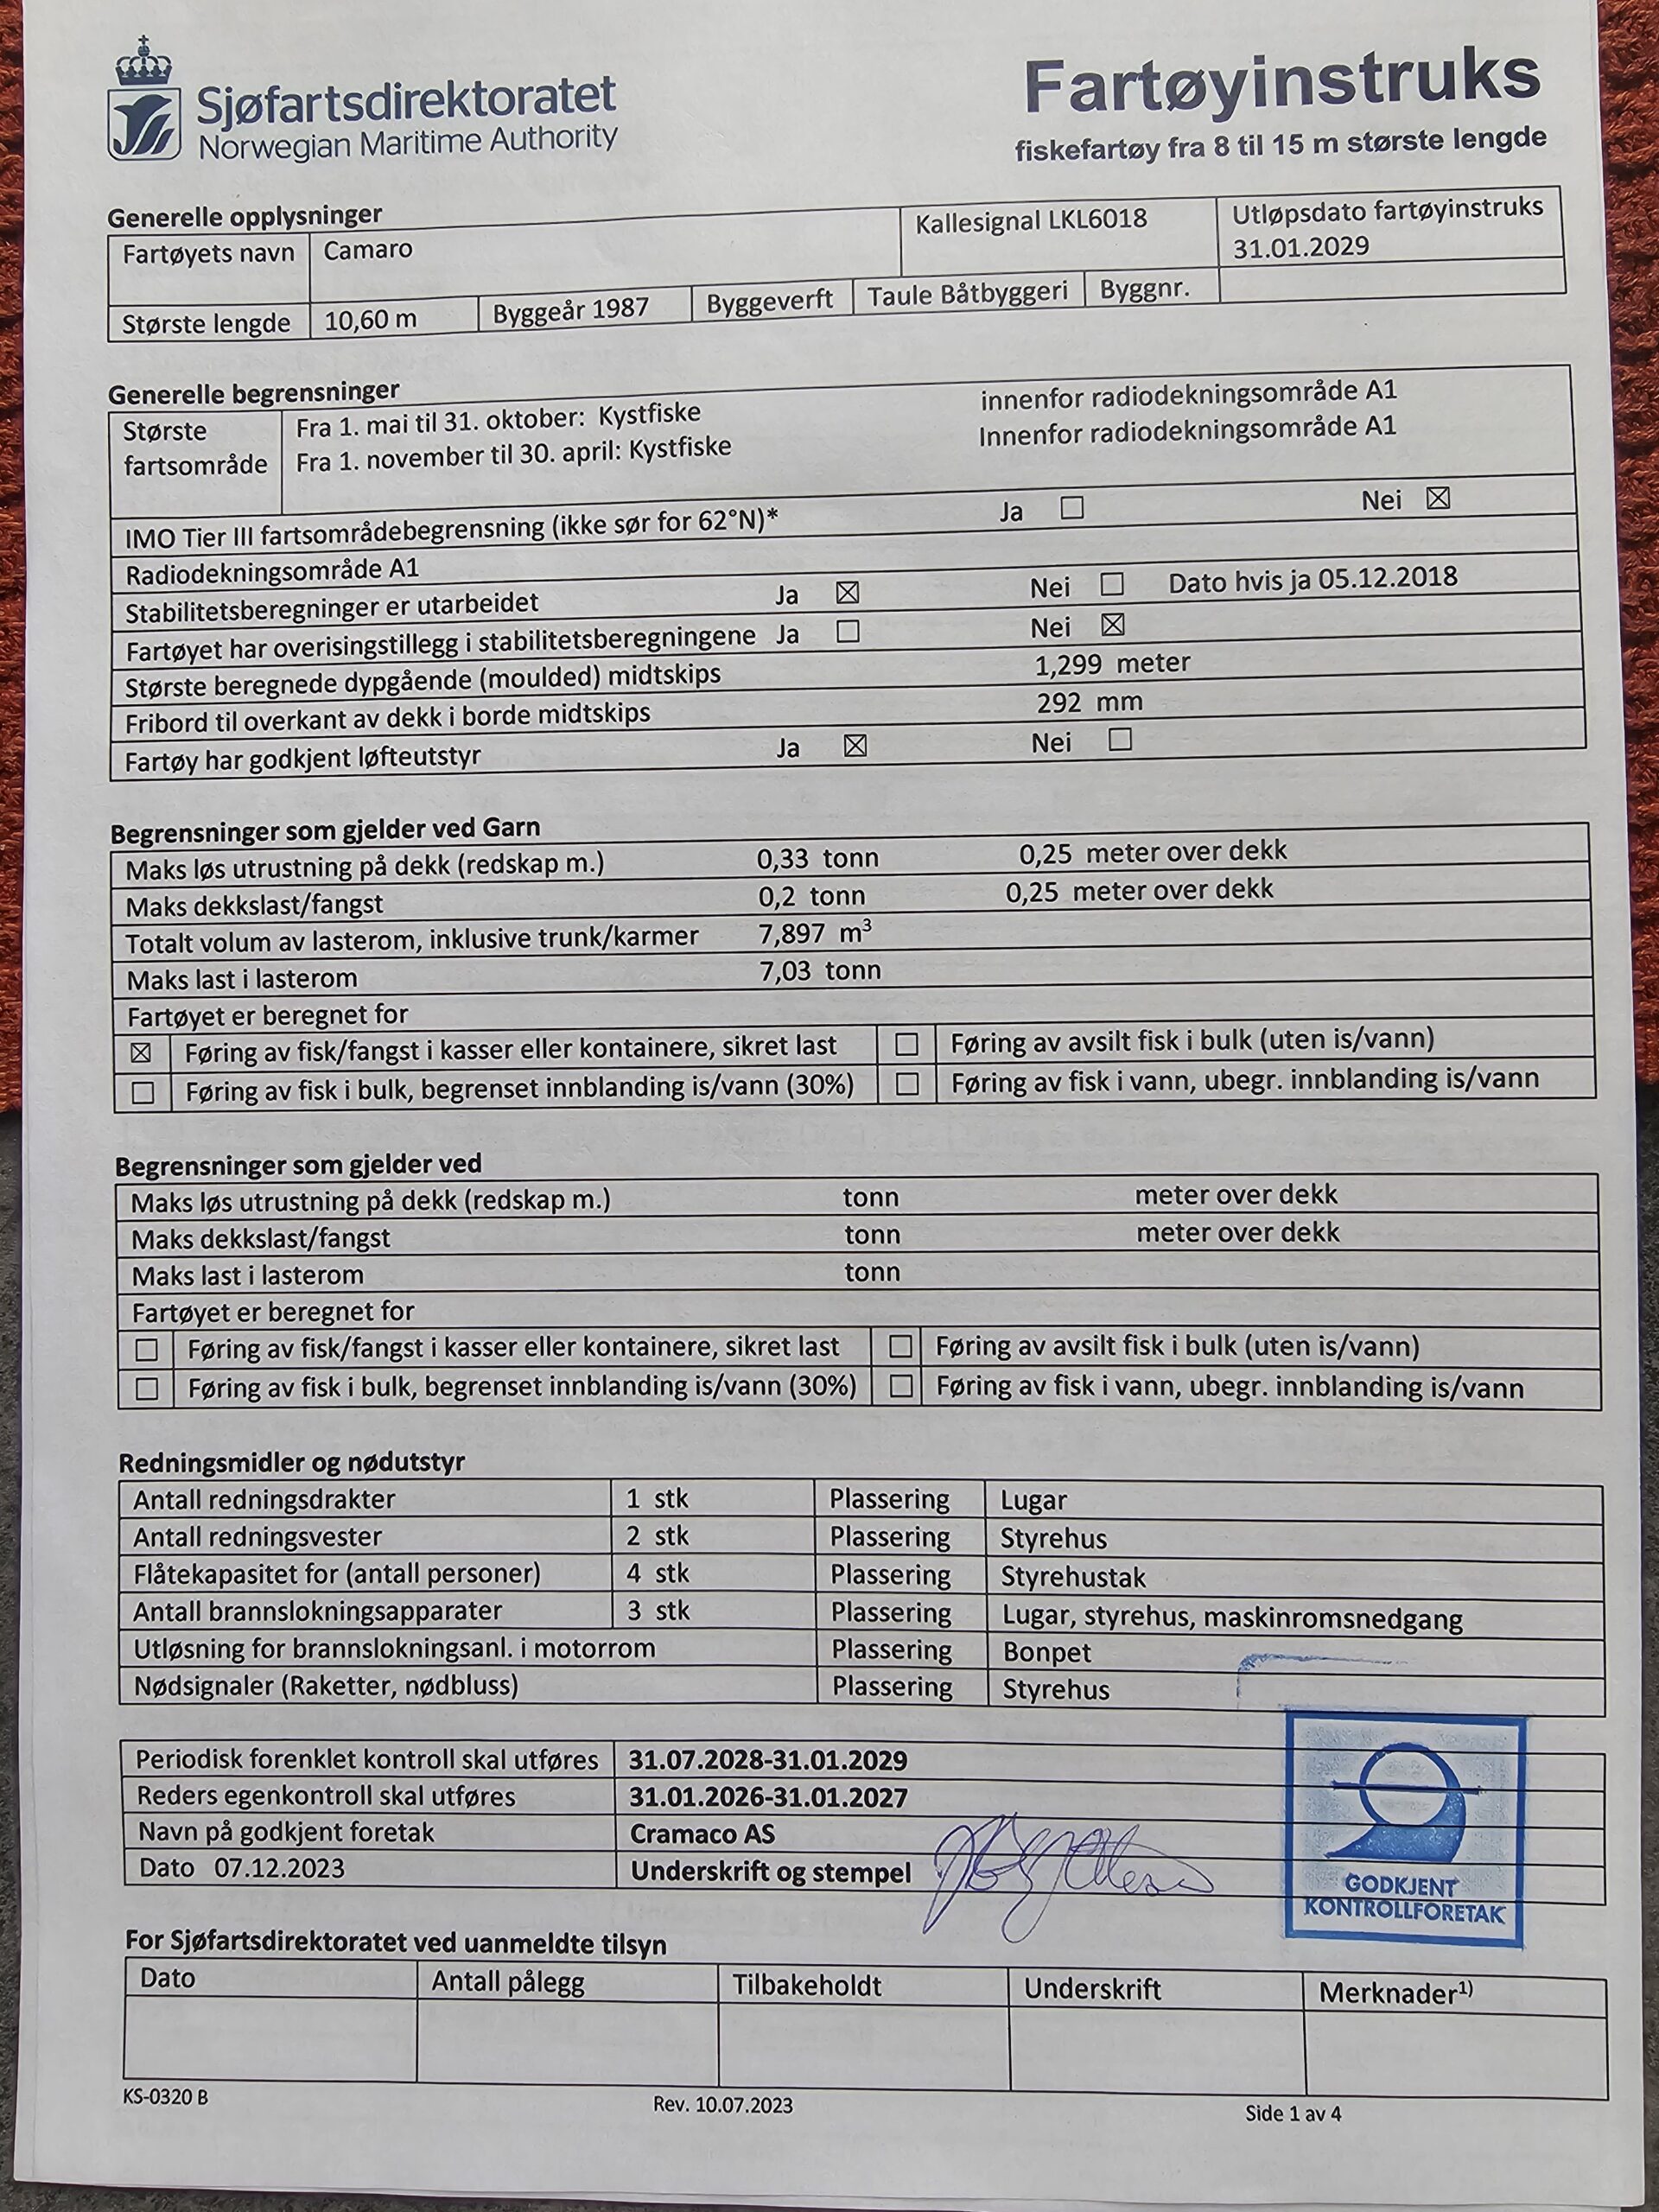 Sjøfartsdirektoratet
Norwegian Maritime Authority
Fartøyinstruks
fiskefartøy fra 8 til 15 m største lengde
Generelle opplysninger
Fartøyets navn Camaro Kallesignal LKL6018 Utløpsdato fartøyinstruks
31.01.2029
Største lengde 10,60 m Byggeår 1987 Byggeverft Taule Båtbyggeri Byggnr.
Generelle begrensninger
Største Fra 1. mai til 31. oktober: Kystfiske innenfor radiodekningsområde A1
fartsområde Fra 1. november til 30. april: Kystfiske Innenfor radiodekningsområde A1
IMO Tier III fartsområdebegrensning (ikke sør for 62°N)* Ja ☐ Nei ☒
Radiodekningsområde A1
Stabilitetsberegninger er utarbeidet Ja ☒ Nei ☐ Dato hvis ja 05.12.2018
Fartøyet har overisingstillegg i stabilitetsberegningene Ja ☐ Nei ☒
Største beregnede dypgående (moulded) midtskips 1,299 meter
Fribord til overkant av dekk i borde midtskips 292 mm
Fartøy har godkjent løfteutstyr Ja ☒ Nei ☐
Begrensninger som gjelder ved Garn
Maks løs utrustning på dekk (redskap m.) 0,33 tonn 0,25 meter over dekk
Maks dekkslast/fangst 0,2 tonn 0,25 meter over dekk
Totalt volum av lasterom, inklusive trunk/karmer 7,897 m³
Maks last i lasterom 7,03 tonn
Fartøyet er beregnet for
☒ Føring av fisk/fangst i kasser eller kontainere, sikret last ☐ Føring av avsilt fisk i bulk (uten is/vann)
☐ Føring av fisk i bulk, begrenset innblanding is/vann (30%) ☐ Føring av fisk i vann, ubegr. innblanding is/vann
Begrensninger som gjelder ved
Maks løs utrustning på dekk (redskap m.) tonn meter over dekk
Maks dekkslast/fangst tonn meter over dekk
Maks last i lasterom tonn
Fartøyet er beregnet for
☐ Føring av fisk/fangst i kasser eller kontainere, sikret last ☐ Føring av avsilt fisk i bulk (uten is/vann)
☐ Føring av fisk i bulk, begrenset innblanding is/vann (30%) ☐ Føring av fisk i vann, ubegr. innblanding is/vann
Redningsmidler og nødutstyr
Antall redningsdrakter 1 stk Plassering Lugar
Antall redningsvester 2 stk Plassering Styrehus
Flåtekapasitet for (antall personer) 4 stk Plassering Styrehustak
Antall brannslokningsapparater 3 stk Plassering Lugar, styrehus, maskinromsnedgang
Utløsning for brannslokningsanl. i motorrom Plassering Bonpet
Nødsignaler (Raketter, nødbluss) Plassering Styrehus
Periodisk forenklet kontroll skal utføres 31.07.2028-31.01.2029
Reders egenkontroll skal utføres 31.01.2026-31.01.2027
Navn på godkjent foretak Cramaco AS
Dato 07.12.2023 Underskrift og stempel
GODKJENT
KONTROLLFORETAK
For Sjøfartsdirektoratet ved uanmeldte tilsyn
Dato Antall pålegg Tilbakeholdt Underskrift Merknader¹⁾
KS-0320 B Rev. 10.07.2023 Side 1 av 4